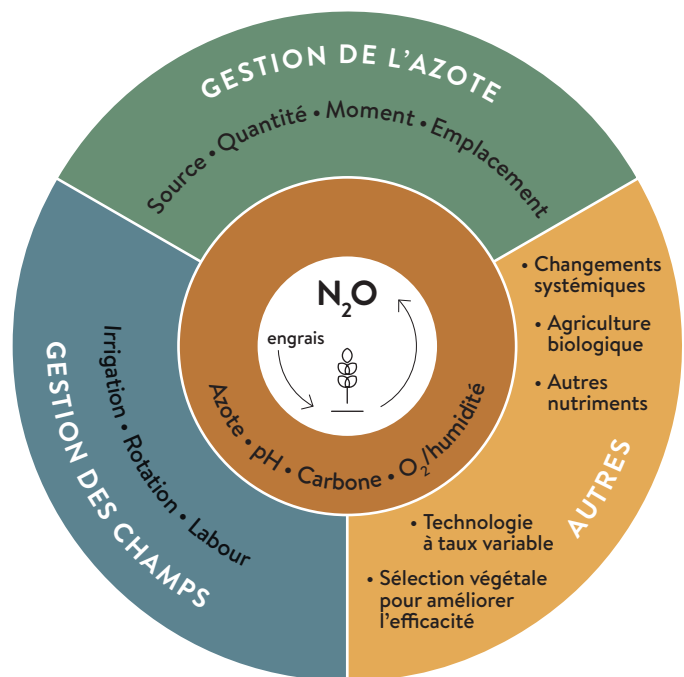 GESTION DE L'AZOTE
Source • Quantité • Moment • Emplacement
N₂O
engrais
Azote • pH • Carbone • O₂/humidité
• Changements
systémiques
• Agriculture
biologique
• Autres
nutriments
AUTRES
• Technologie
à taux variable
• Sélection végétale
pour améliorer
l'efficacité
GESTION DES CHAMPS
Irrigation • Rotation • Labour